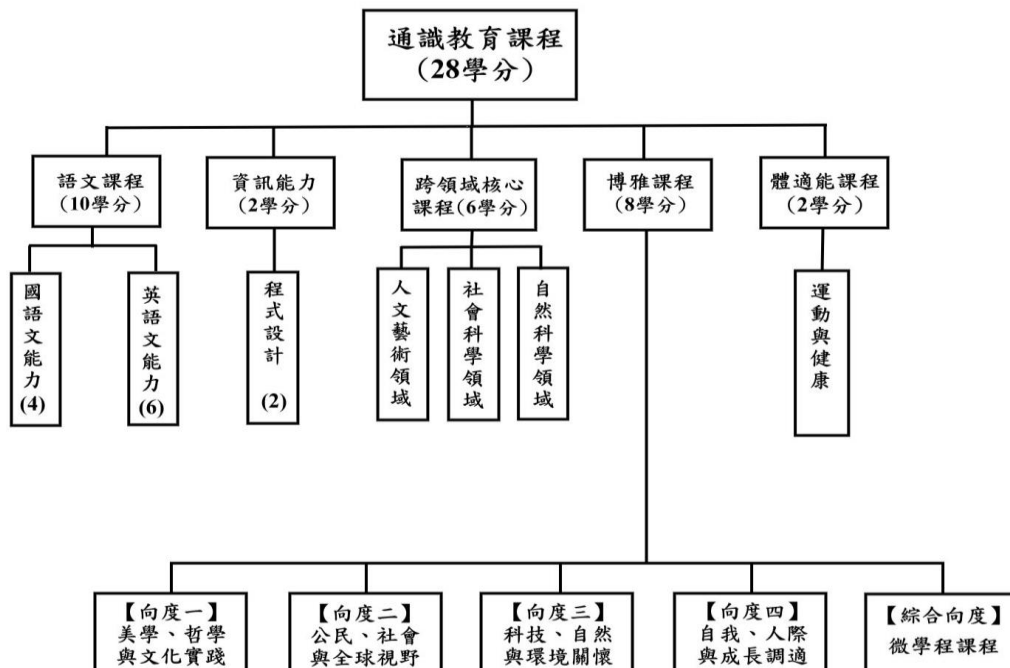 通識教育課程
(28學分)
語文課程
(10學分)
資訊能力
(2學分)
跨領域核心
課程(6學分)
博雅課程
(8學分)
體適能課程
(2學分)
國語文能力(4)
英語文能力(6)
程式設計(2)
人文藝術領域
社會科學領域
自然科學領域
運動與健康
【向度一】
美學、哲學
與文化實踐
【向度二】
公民、社會
與全球視野
【向度三】
科技、自然
與環境關懷
【向度四】
自我、人際
與成長調適
【綜合向度】
微學程課程